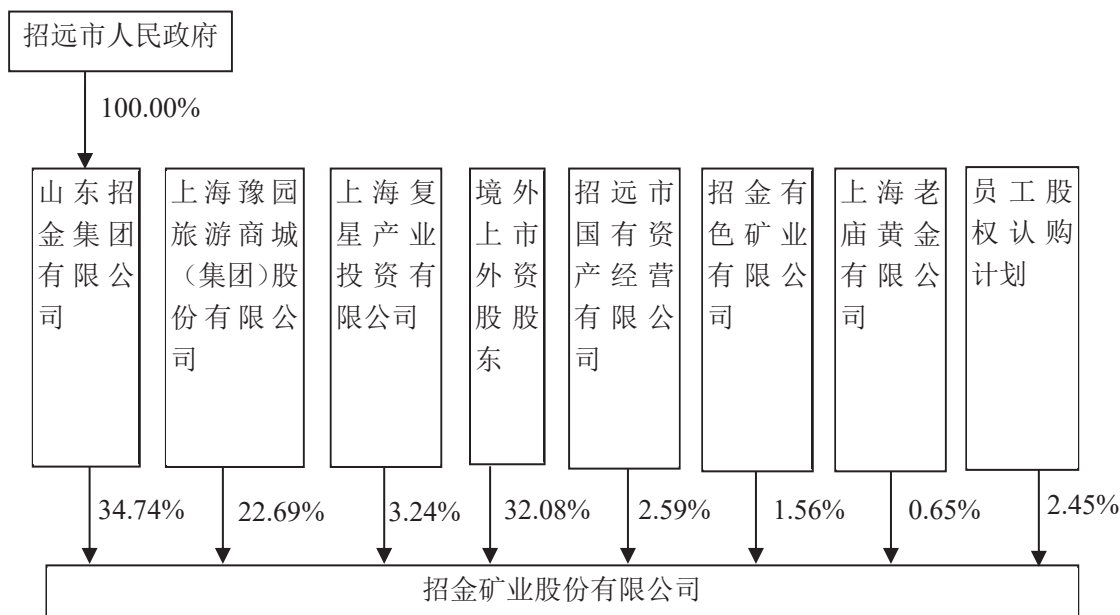 招远市人民政府
100.00%
山东招
金集团
有限公
司
上海豫园
旅游商城
（集团）股
份有限公
司
上海复
星产业
投资有
限公司
境外
上市
外资
股股
东
招远市
国有资
产经营
有限公
司
招金有
色矿业
有限公
司
上海老
庙黄金
有限公
司
员工股
权认购
计划
34.74%
22.69%
3.24%
32.08%
2.59%
1.56%
0.65%
2.45%
招金矿业股份有限公司